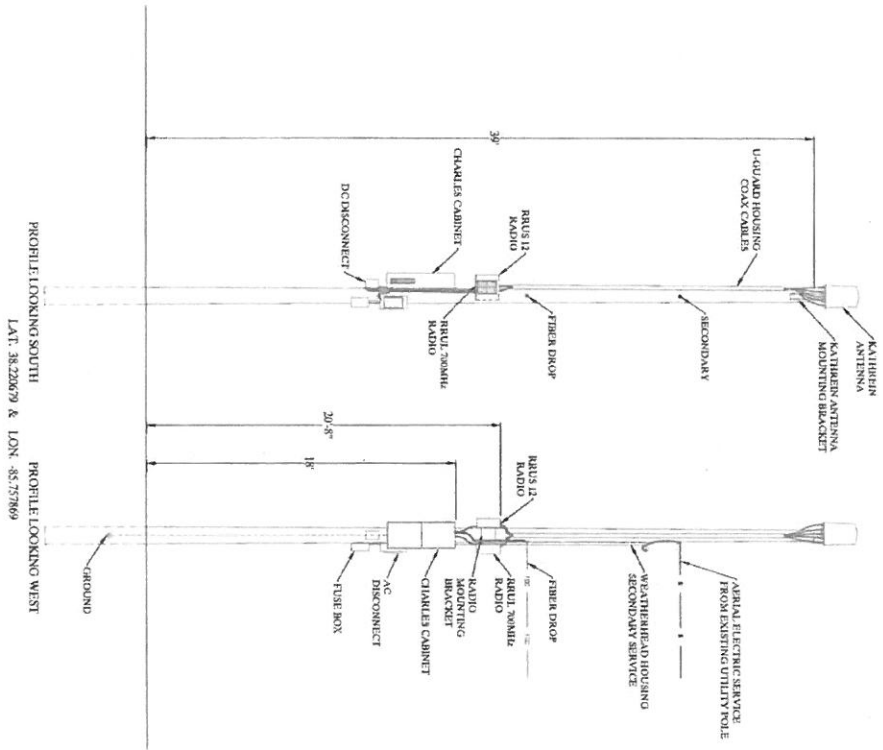 KATHREIN
ANTENNA
KATHREIN ANTENNA
MOUNTING BRACKET
U-GUARD HOUSING
COAX CABLES
SECONDARY
39'
FIBER DROP
RRUS 12
RADIO
RRUL 700MHz
RADIO
CHARLES CABINET
DC DISCONNECT
PROFILE LOOKING SOUTH
AERIAL ELECTRIC SERVICE
FROM EXISTING UTILITY POLE
WEATHERHEAD HOUSING
SECONDARY SERVICE
FIBER DROP
RRUS 12
RADIO
RRUL 700MHz
RADIO
RADIO
MOUNTING
BRACKET
20'-8"
18'
CHARLES CABINET
AC
DISCONNECT
FUSE BOX
GROUND
PROFILE LOOKING WEST
LAT. 38.220679 & LON. -85.757869